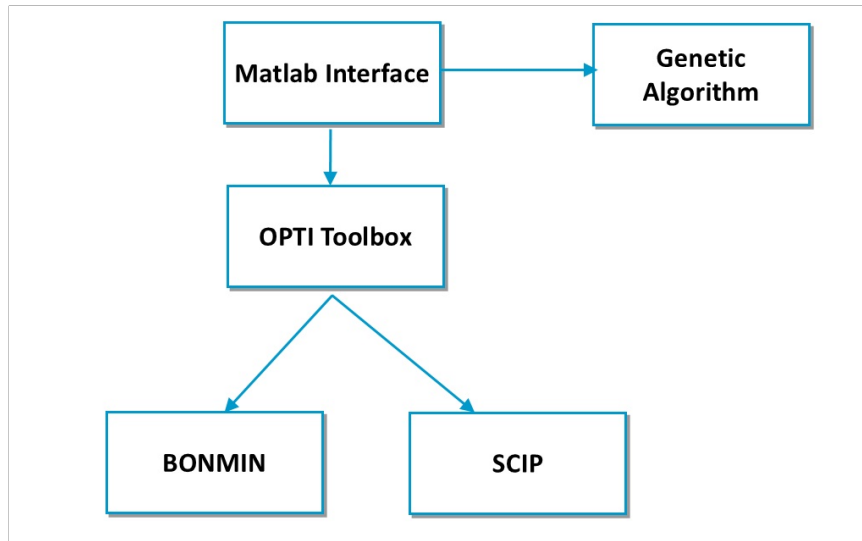 Matlab Interface
Genetic
Algorithm
OPTI Toolbox
BONMIN
SCIP